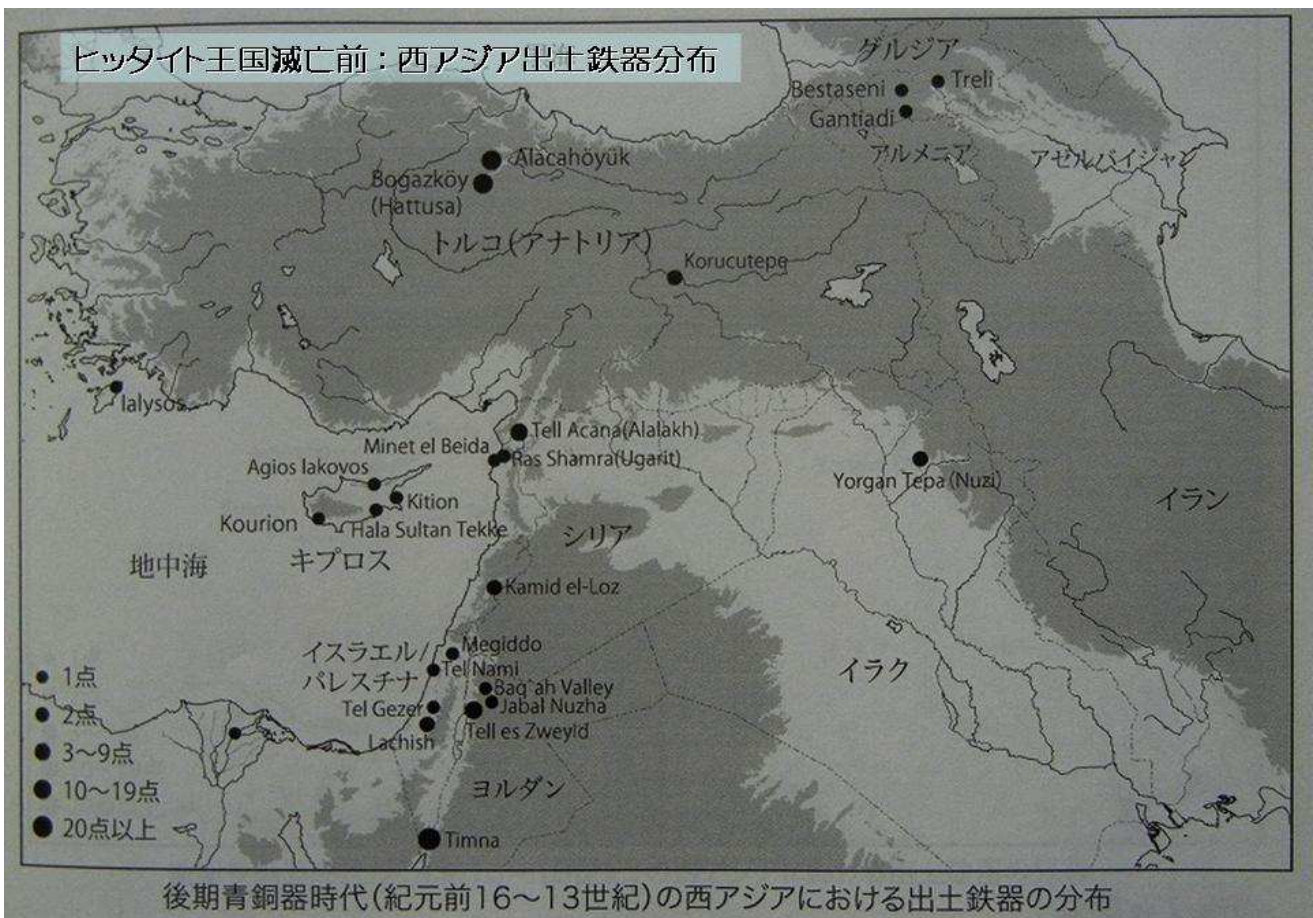 ヒッタイト王国滅亡前：西アジア出土鉄器分布
グルジア
Bestaseni
Treli
Gantiadi
アルメニア
アゼルバイジャン
Alacahöyük
Bogazköy
(Hattusa)
トルコ(アナトリア)
Korucutepe
Ialysos
Tell Acana(Alalakh)
Minet el Beida
Ras Shamra(Ugarit)
Agios Iakovos
Kition
Kourion
Hala Sultan Tekke
Yorgan Tepa (Nuzi)
イラン
シリア
地中海
キプロス
Kamid el-Loz
イスラエル/
パレスチナ
Megiddo
Tel Nami
イラク
Baq`ah Valley
Jabal Nuzha
Tel Gezer
Lachish
Tell es Zweyid
ヨルダン
Timna
1点
2点
3～9点
10～19点
20点以上
後期青銅器時代(紀元前16～13世紀)の西アジアにおける出土鉄器の分布